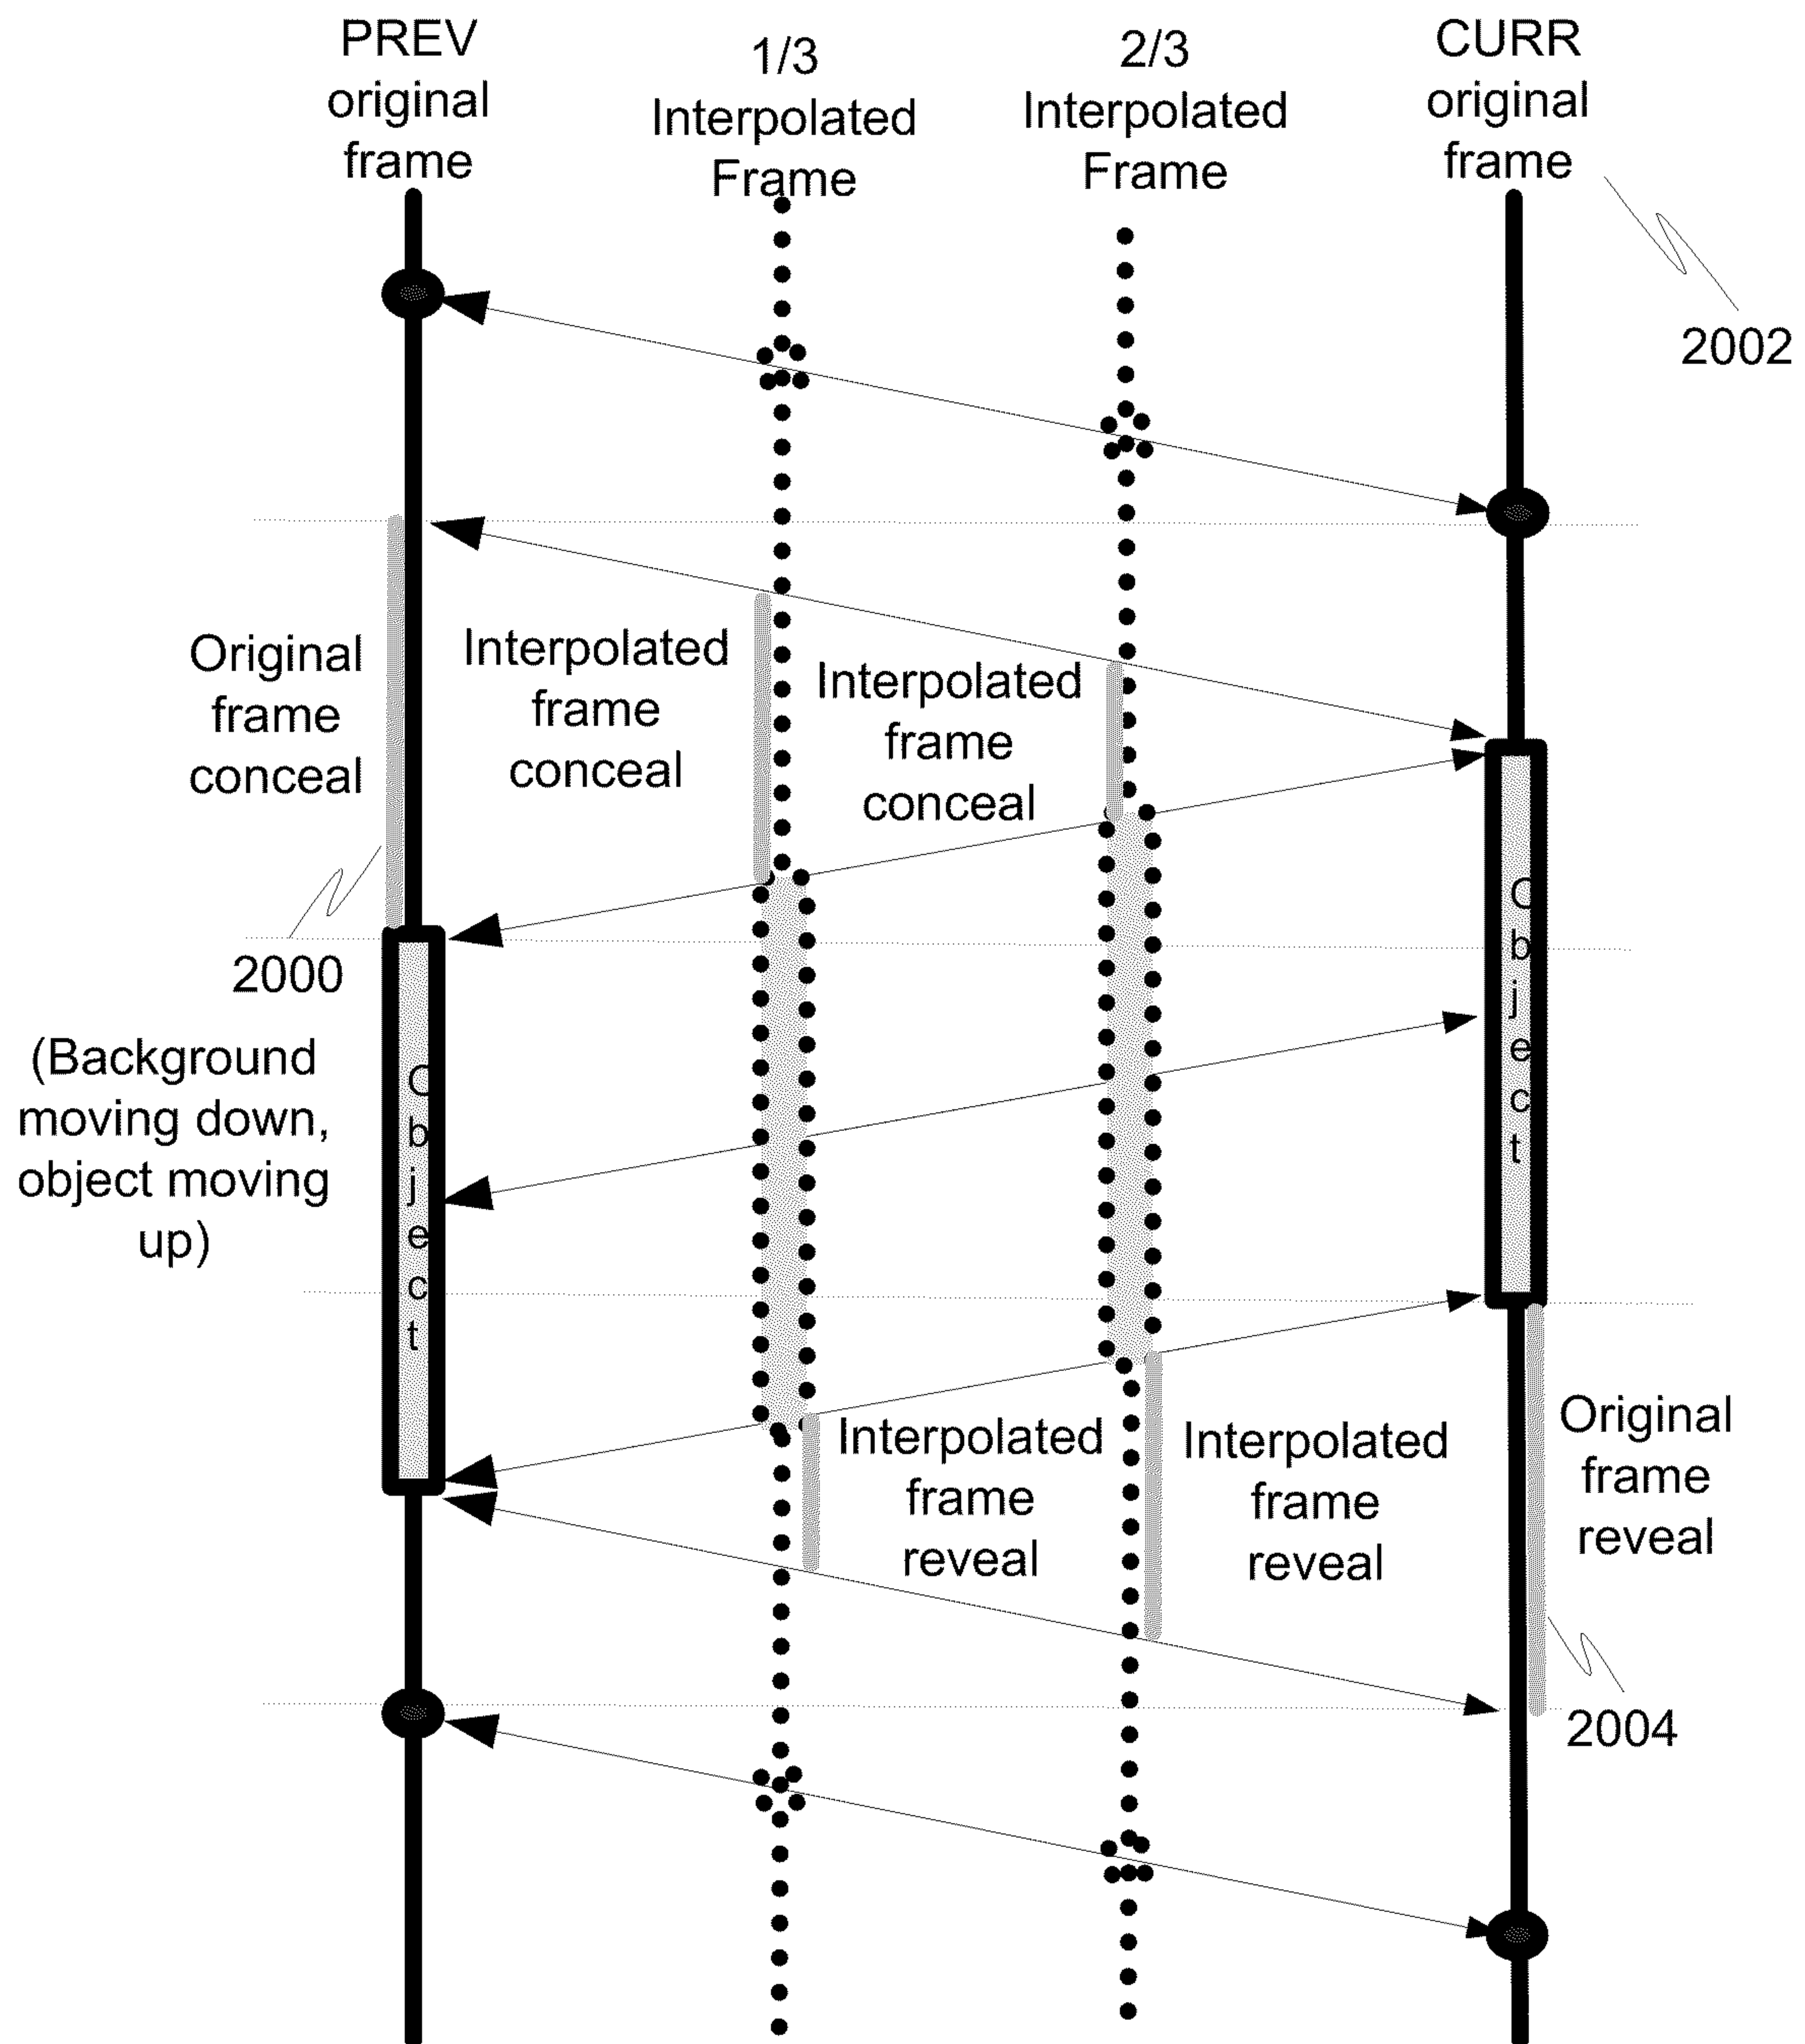 PREV
original
frame
1/3
Interpolated
Frame
2/3
Interpolated
Frame
CURR
original
frame
2002
Original
frame
conceal
Interpolated
frame
conceal
Interpolated
frame
conceal
2000
(Background
moving down,
object moving
up)
O
b
j
e
c
t
O
b
j
e
c
t
Interpolated
frame
reveal
Interpolated
frame
reveal
Original
frame
reveal
2004